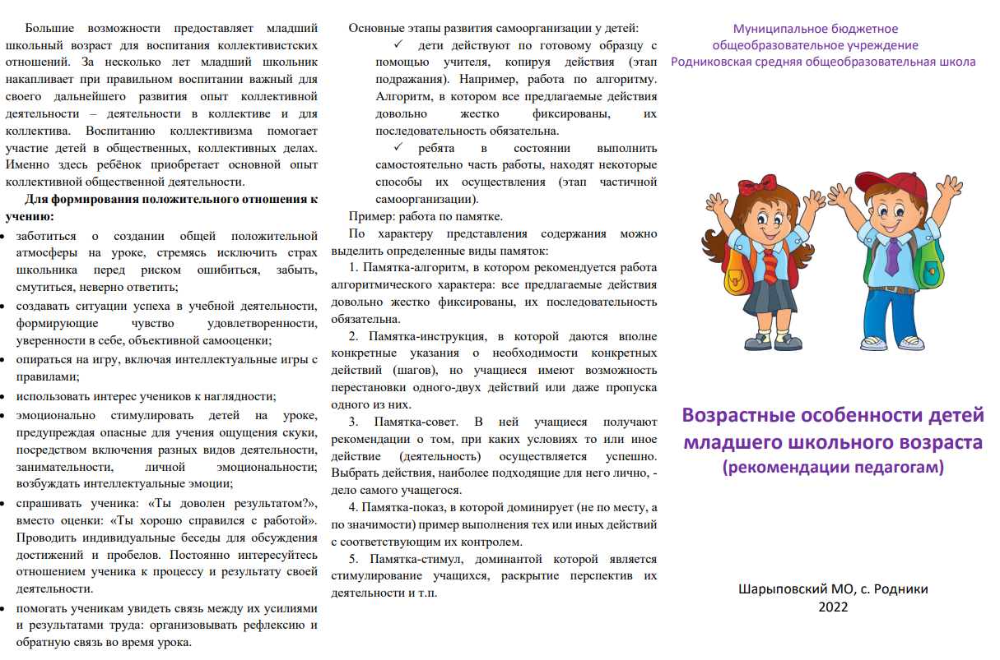 Большие возможности предоставляет младший
школьный возраст для воспитания коллективистских
отношений. За несколько лет младший школьник
накапливает при правильном воспитании важный для
своего дальнейшего развития опыт коллективной
деятельности – деятельности в коллективе и для
коллектива. Воспитанию коллективизма помогает
участие детей в общественных, коллективных делах.
Именно здесь ребёнок приобретает основной опыт
коллективной общественной деятельности.
Для формирования положительного отношения к
учению:
• заботиться о создании общей положительной
атмосферы на уроке, стремясь исключить страх
школьника перед риском ошибиться, забыть,
смутиться, неверно ответить;
• создавать ситуации успеха в учебной деятельности,
формирующие чувство удовлетворенности,
уверенности в себе, объективной самооценки;
• опираться на игру, включая интеллектуальные игры с
правилами;
• использовать интерес учеников к наглядности;
• эмоционально стимулировать детей на уроке,
предупреждая опасные для учения ощущения скуки,
посредством включения разных видов деятельности,
занимательности, личной эмоциональности;
возбуждать интеллектуальные эмоции;
• спрашивать ученика: «Ты доволен результатом?»,
вместо оценки: «Ты хорошо справился с работой».
Проводить индивидуальные беседы для обсуждения
достижений и пробелов. Постоянно интересуйтесь
отношением ученика к процессу и результату своей
деятельности.
• помогать ученикам увидеть связь между их усилиями
и результатами труда: организовывать рефлексию и
обратную связь во время урока.
Основные этапы развития самоорганизации у детей:
✓ дети действуют по готовому образцу с
помощью учителя, копируя действия (этап
подражания). Например, работа по алгоритму.
Алгоритм, в котором все предлагаемые действия
довольно жестко фиксированы, их
последовательность обязательна.
✓ ребята в состоянии выполнить
самостоятельно часть работы, находят некоторые
способы их осуществления (этап частичной
самоорганизации).
Пример: работа по памятке.
По характеру представления содержания можно
выделить определенные виды памяток:
1. Памятка-алгоритм, в котором рекомендуется работа
алгоритмического характера: все предлагаемые действия
довольно жестко фиксированы, их последовательность
обязательна.
2. Памятка-инструкция, в которой даются вполне
конкретные указания о необходимости конкретных
действий (шагов), но учащиеся имеют возможность
перестановки одного-двух действий или даже пропуска
одного из них.
3. Памятка-совет. В ней учащиеся получают
рекомендации о том, при каких условиях то или иное
действие (деятельность) осуществляется успешно.
Выбрать действия, наиболее подходящие для него лично, -
дело самого учащегося.
4. Памятка-показ, в которой доминирует (не по месту, а
по значимости) пример выполнения тех или иных действий
с соответствующим их контролем.
5. Памятка-стимул, доминантой которой является
стимулирование учащихся, раскрытие перспектив их
деятельности и т.п.
Муниципальное бюджетное
общеобразовательное учреждение
Родниковская средняя общеобразовательная школа
Возрастные особенности детей
младшего школьного возраста
(рекомендации педагогам)
Шарыповский МО, с. Родники
2022